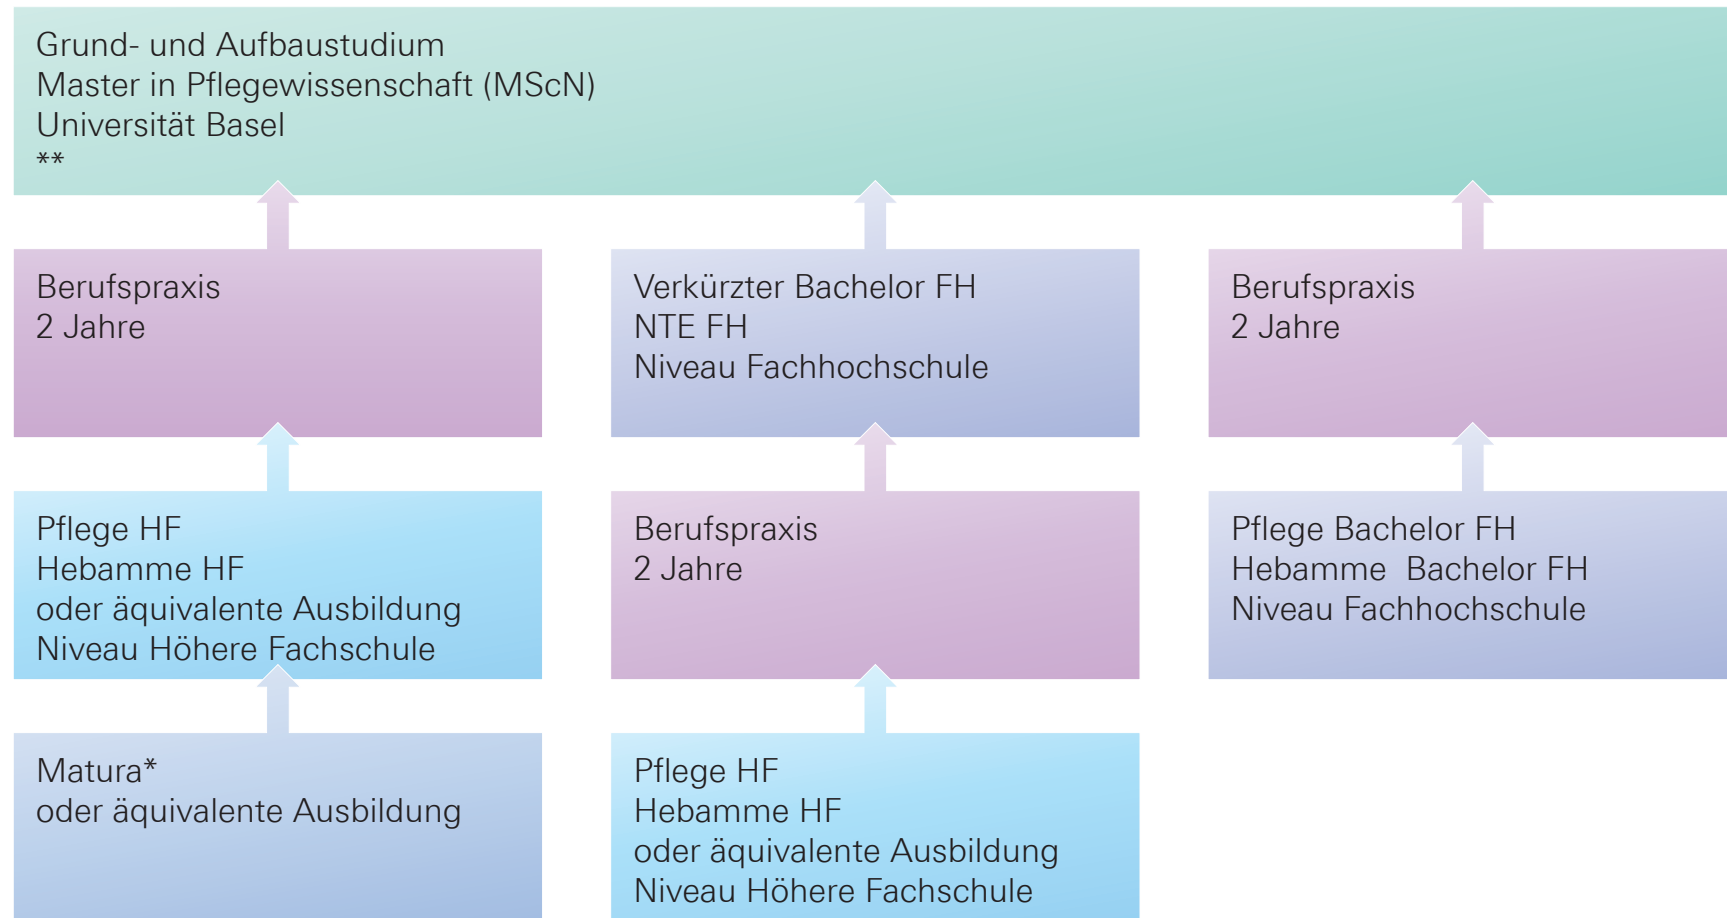 Grund- und Aufbaustudium
Master in Pflegewissenschaft (MScN)
Universität Basel
**
Berufspraxis
2 Jahre
Verkürzter Bachelor FH
NTE FH
Niveau Fachhochschule
Berufspraxis
2 Jahre
Pflege HF
Hebamme HF
oder äquivalente Ausbildung
Niveau Höhere Fachschule
Berufspraxis
2 Jahre
Pflege Bachelor FH
Hebamme  Bachelor FH
Niveau Fachhochschule
Matura*
oder äquivalente Ausbildung
Pflege HF
Hebamme HF
oder äquivalente Ausbildung
Niveau Höhere Fachschule